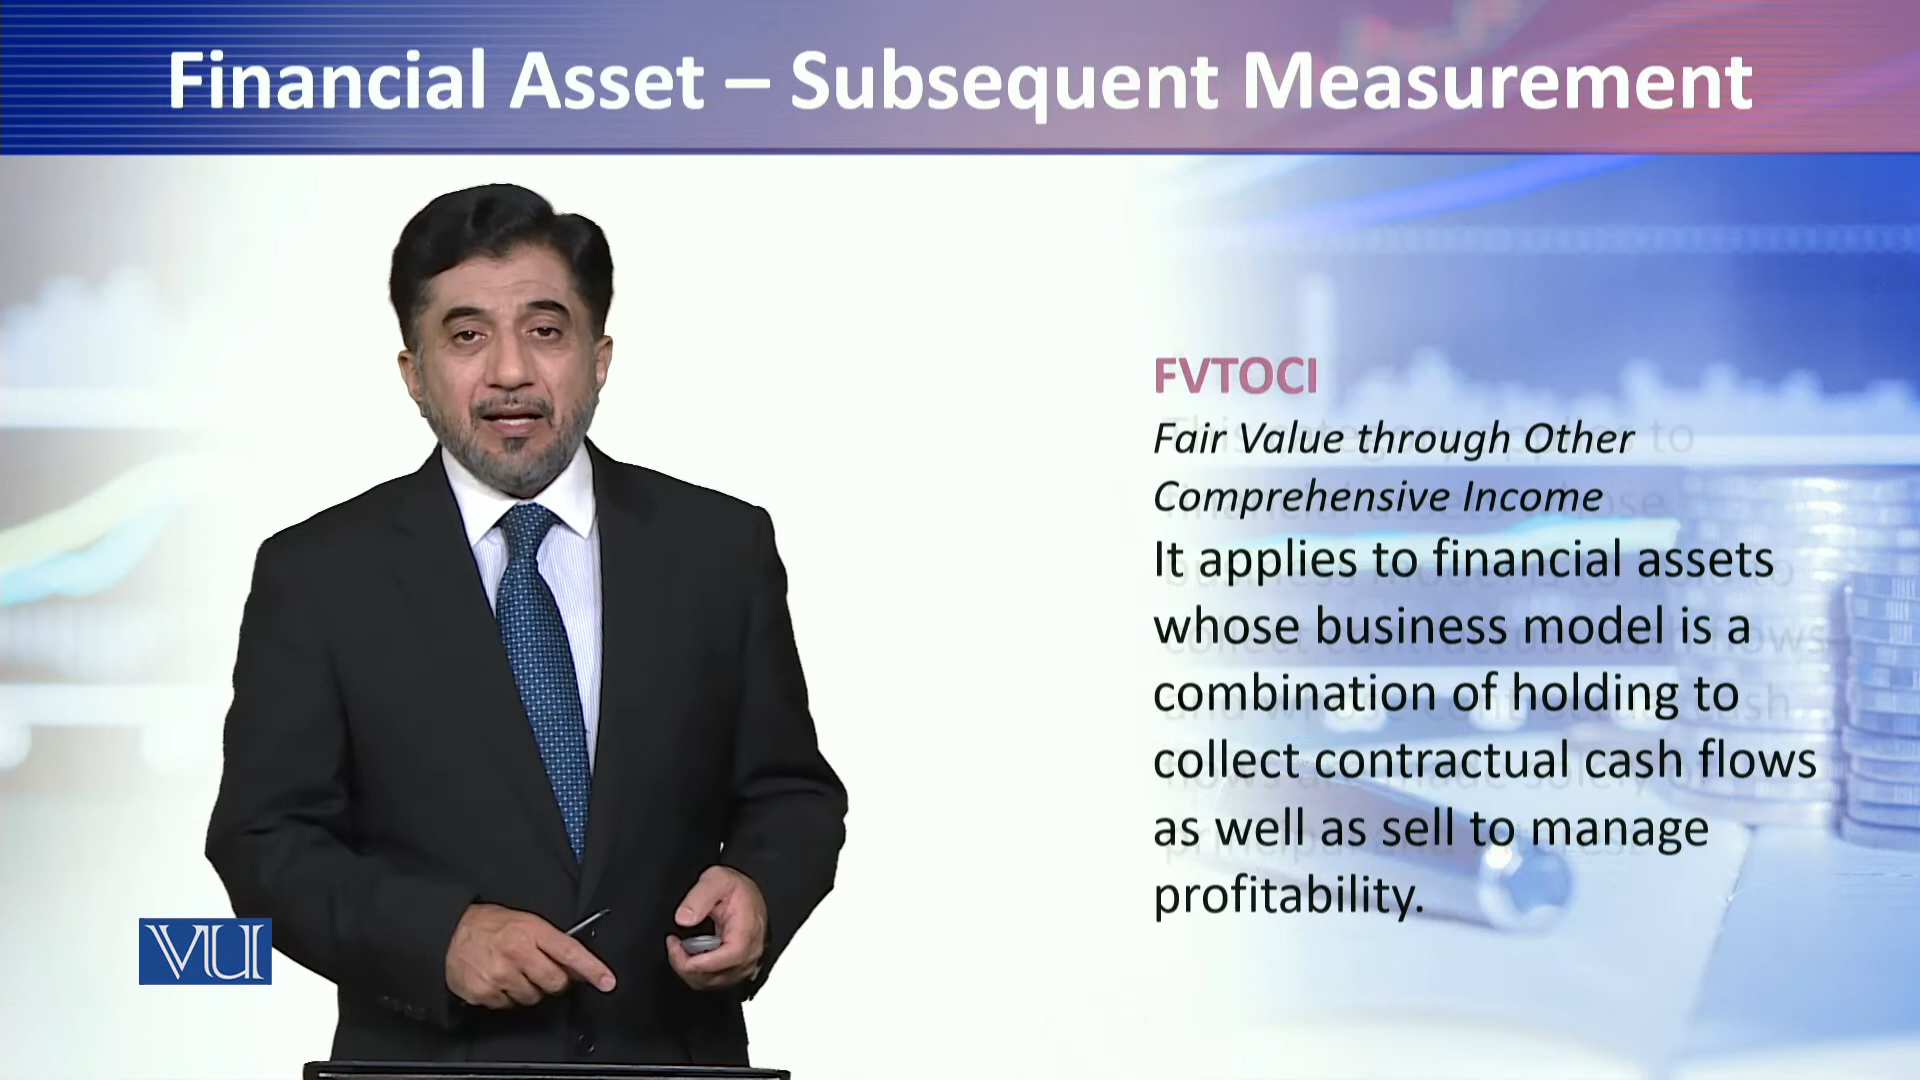 Financial Asset – Subsequent Measurement
FVTOCI
Fair Value through Other
Comprehensive Income
It applies to financial assets
whose business model is a
combination of holding to
collect contractual cash flows
as well as sell to manage
profitability.
VU